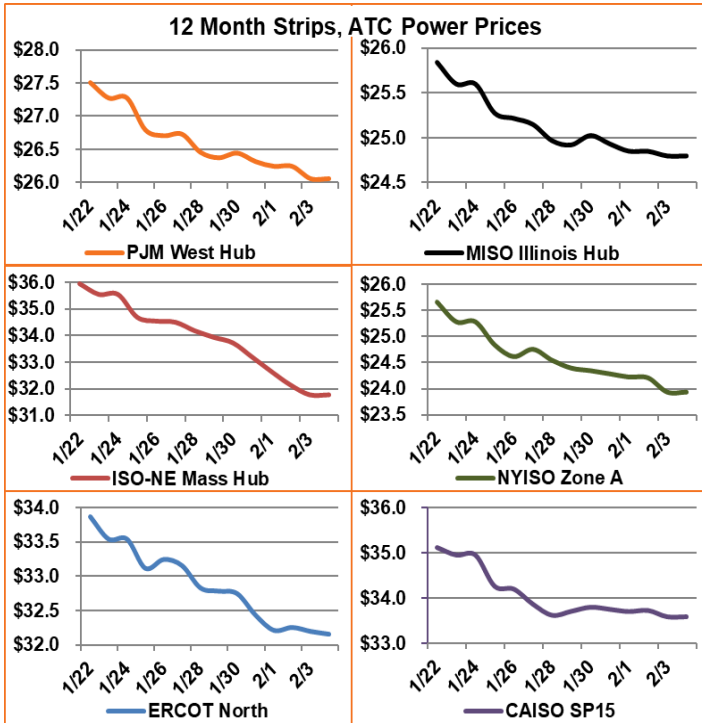 12 Month Strips, ATC Power Prices
$28.0
$27.5
$27.0
$26.5
$26.0
1/22 1/24 1/26 1/28 1/30 2/1 2/3
PJM West Hub
$26.0
$25.5
$25.0
$24.5
1/22 1/24 1/26 1/28 1/30 2/1 2/3
MISO Illinois Hub
$36.0
$35.0
$34.0
$33.0
$32.0
$31.0
1/22 1/24 1/26 1/28 1/30 2/1 2/3
ISO-NE Mass Hub
$26.0
$25.5
$25.0
$24.5
$24.0
$23.5
1/22 1/24 1/26 1/28 1/30 2/1 2/3
NYISO Zone A
$34.0
$33.5
$33.0
$32.5
$32.0
1/22 1/24 1/26 1/28 1/30 2/1 2/3
ERCOT North
$36.0
$35.0
$34.0
$33.0
1/22 1/24 1/26 1/28 1/30 2/1 2/3
CAISO SP15